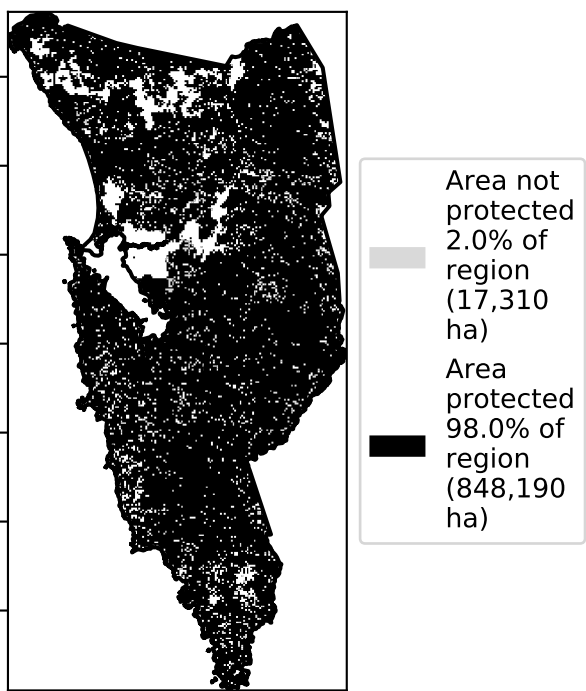 Area not
protected
2.0% of
region
(17,310
ha)
Area
protected
98.0% of
region
(848,190
ha)